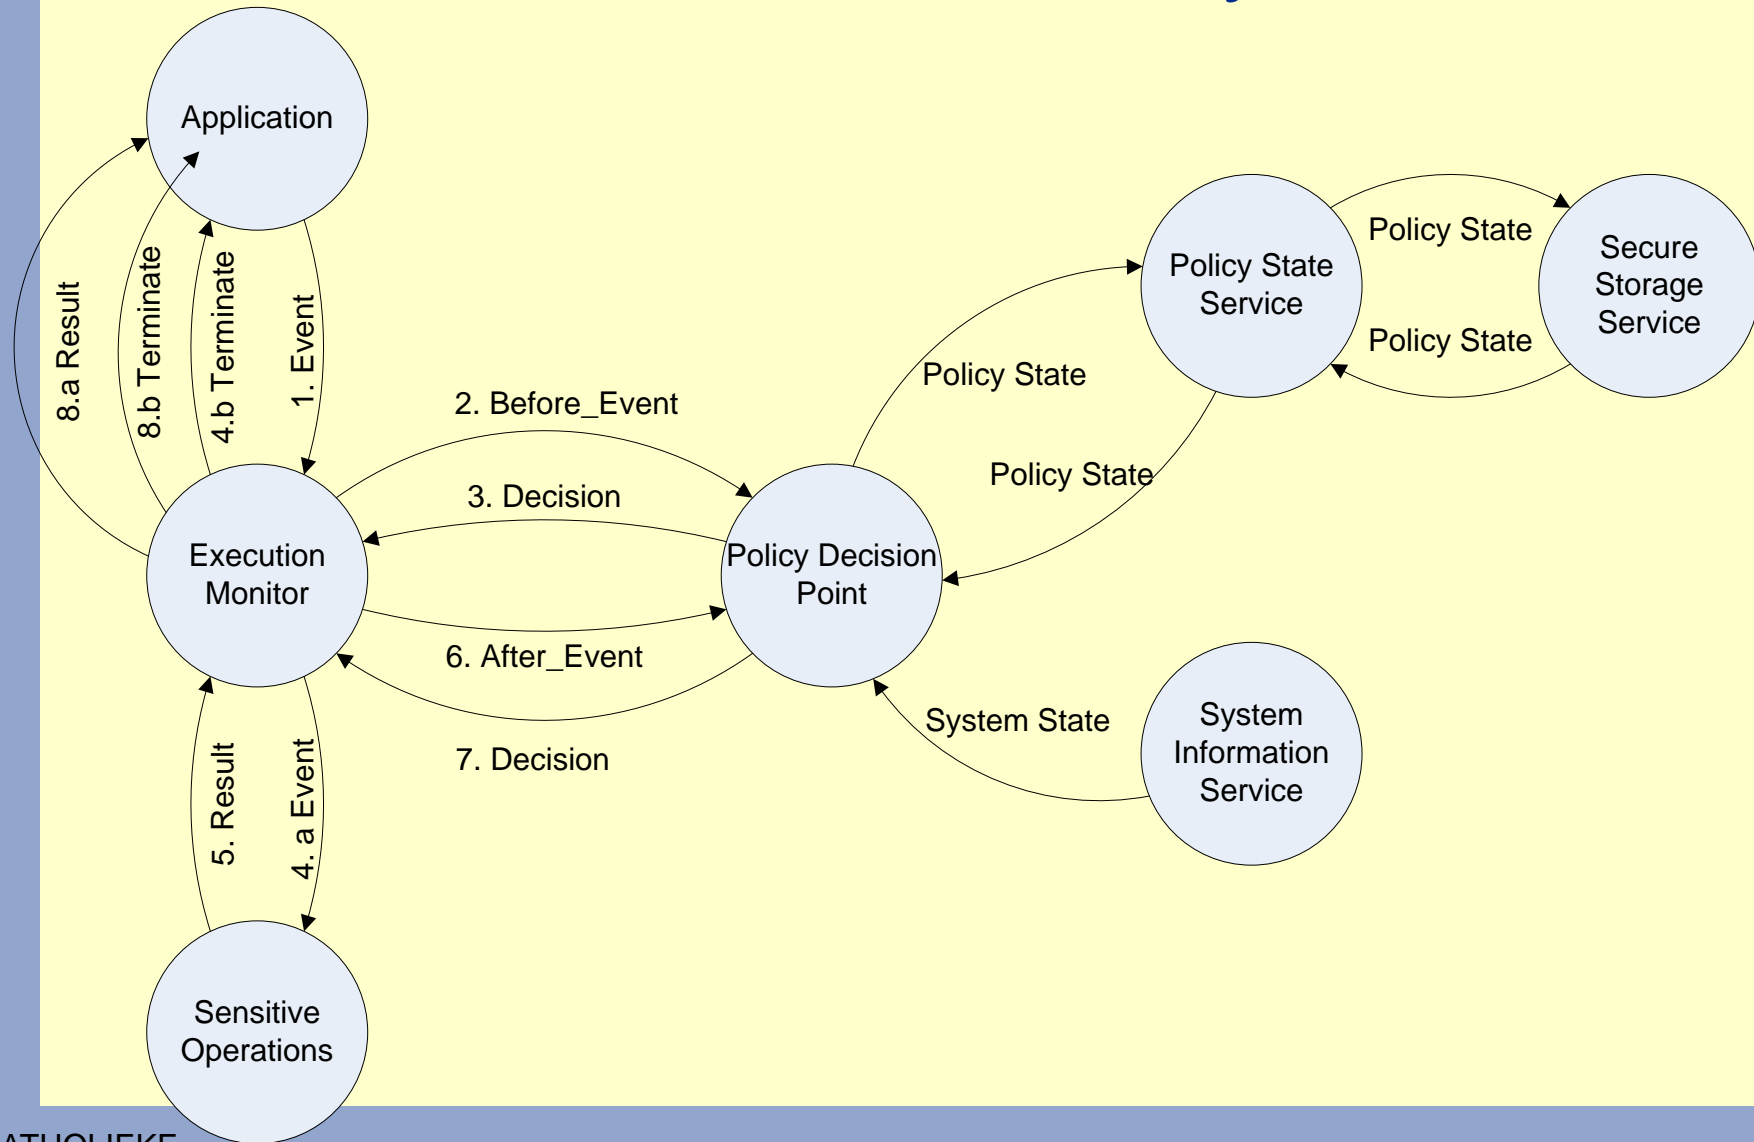 Application
Policy State
Service
Secure
Storage
Service
Policy State
Policy State
8.a Result
8.b Terminate
4.b Terminate
1. Event
2. Before_Event
3. Decision
Policy State
Policy State
Execution
Monitor
Policy Decision
Point
6. After_Event
7. Decision
System State
System
Information
Service
5. Result
4. a Event
Sensitive
Operations